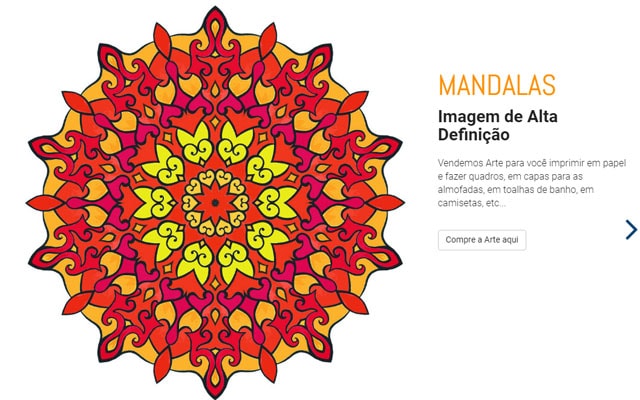 MANDALAS
Imagem de Alta
Definição
Vendemos Arte para você imprimir em papel
e fazer quadros, em capas para as
almofadas, em toalhas de banho, em
camisetas, etc...
Compre a Arte aqui